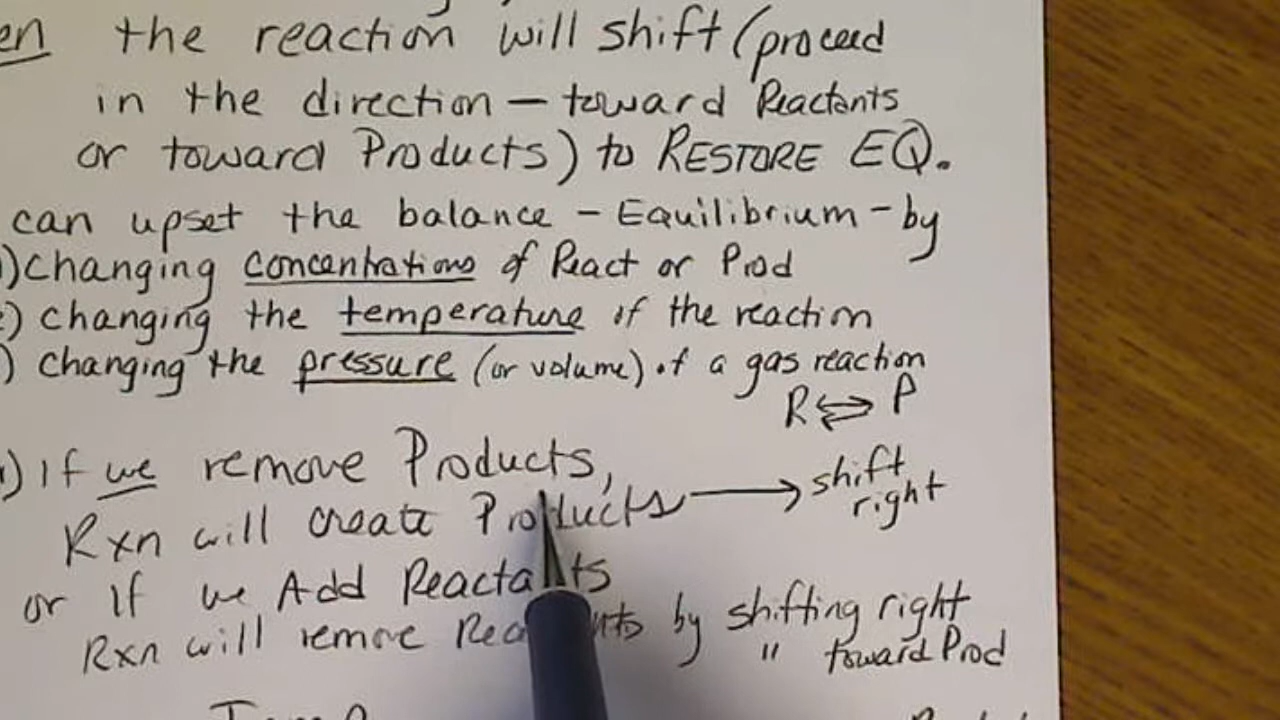 en the reaction will shift (proceed
in the direction - toward Reactants
or toward Products) to RESTORE EQ.
can upset the balance - Equilibrium - by
) Changing concentrations of React or Prod
) changing the temperature of the reaction
) changing the pressure (or volume) of a gas reaction
R ⇔ P
) If we remove Products,
Rxn will create Products → shift right
or If we Add Reactants
Rxn will remove Reactants by shifting right
" toward Prod